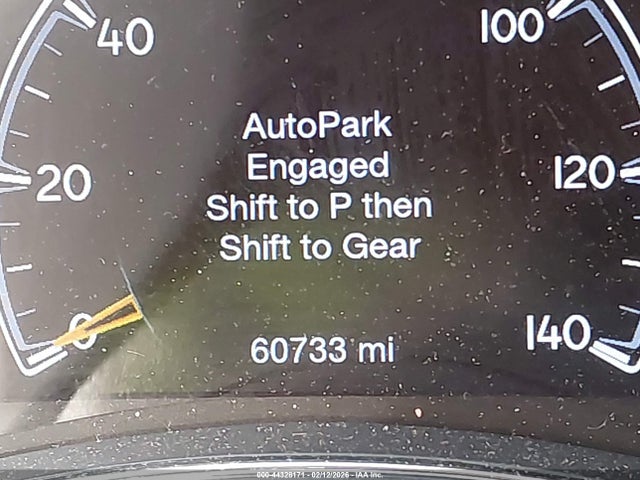 40
100
AutoPark
Engaged
20
120
Shift to P then
Shift to Gear
0
140
60733 mi
000-44328171 - 02/12/2026 - IAA Inc.